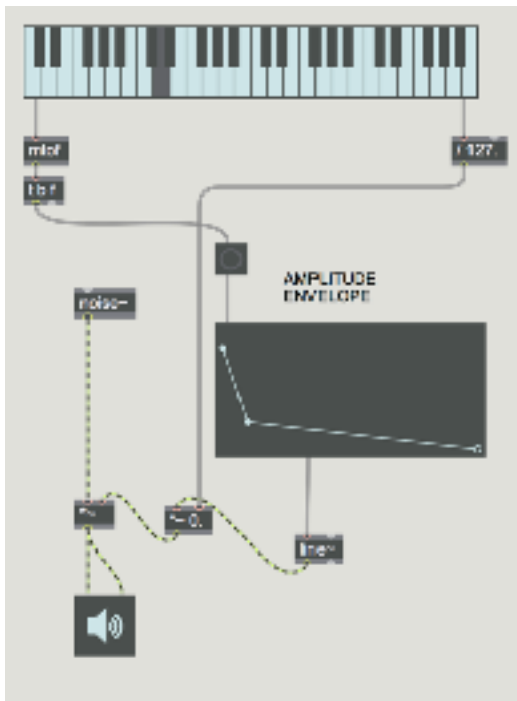 mtof
/ 127.
t b f
noise~
AMPLITUDE
ENVELOPE
*~
*~ 0.
line~